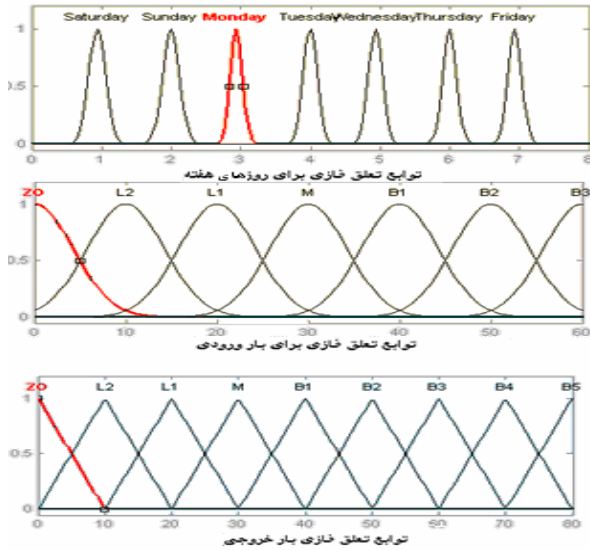 Saturday Sunday Monday Tuesday Wednesday Thursday Friday
1
0.5
0
0 1 2 3 4 5 6 7 8
توابع تعلق فازی برای روزهای هفته
ZO L2 L1 M B1 B2 B3
1
0.5
0
0 10 20 30 40 50 60
توابع تعلق فازی برای بار ورودی
ZO L2 L1 M B1 B2 B3 B4 B5
1
0.5
0
0 10 20 30 40 50 60 70 80
توابع تعلق فازی بار خروجی